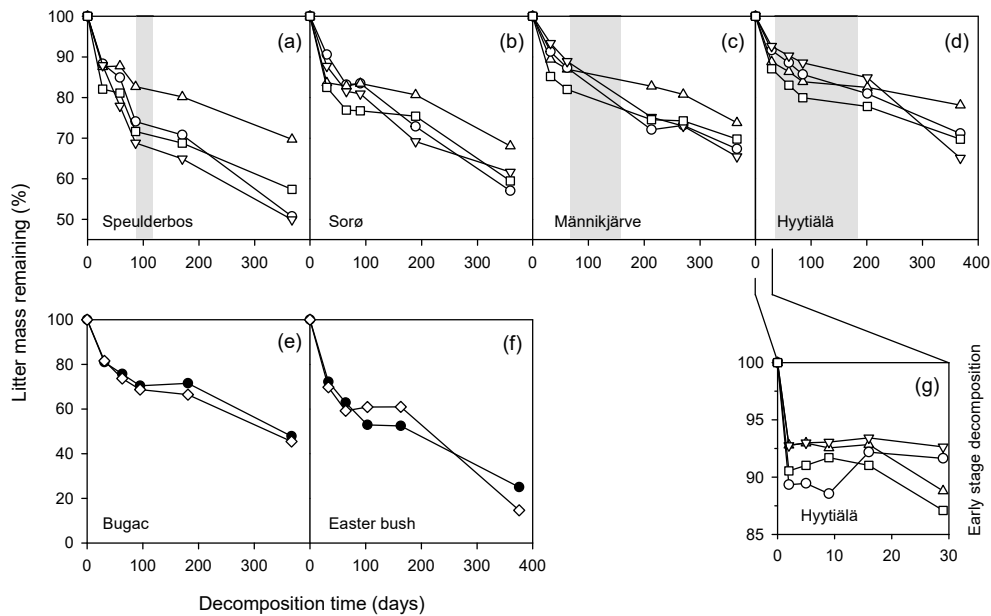 100
90
80
70
60
50
(a)
(b)
(c)
(d)
Speulderbos
Sorø
Männikjärve
Hyytiälä
0 100 200 300 0 100 200 300 0 100 200 300 0 100 200 300 400
Litter mass remaining (%)
100
80
60
40
20
0
(e)
(f)
Bugac
Easter bush
0 100 200 300 0 100 200 300 400
Decomposition time (days)
100
95
90
85
(g)
Hyytiälä
0 10 20 30
Early stage decomposition